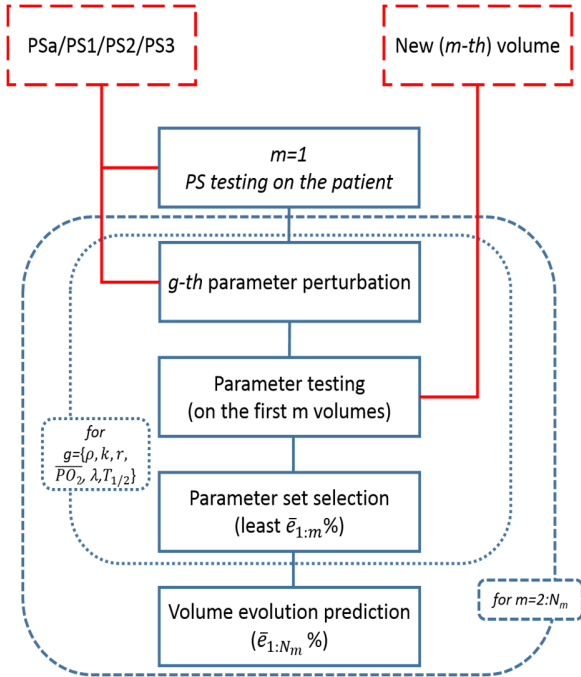 PSa/PS1/PS2/PS3
New (m-th) volume
m=1
PS testing on the patient
g-th parameter perturbation
Parameter testing
(on the first m volumes)
for
g={ρ, k, r,
P̅O̅₂̅, λ,T₁/₂}
Parameter set selection
(least ē₁:ₘ%)
for m=2:Nₘ
Volume evolution prediction
(ē₁:Nₘ %)